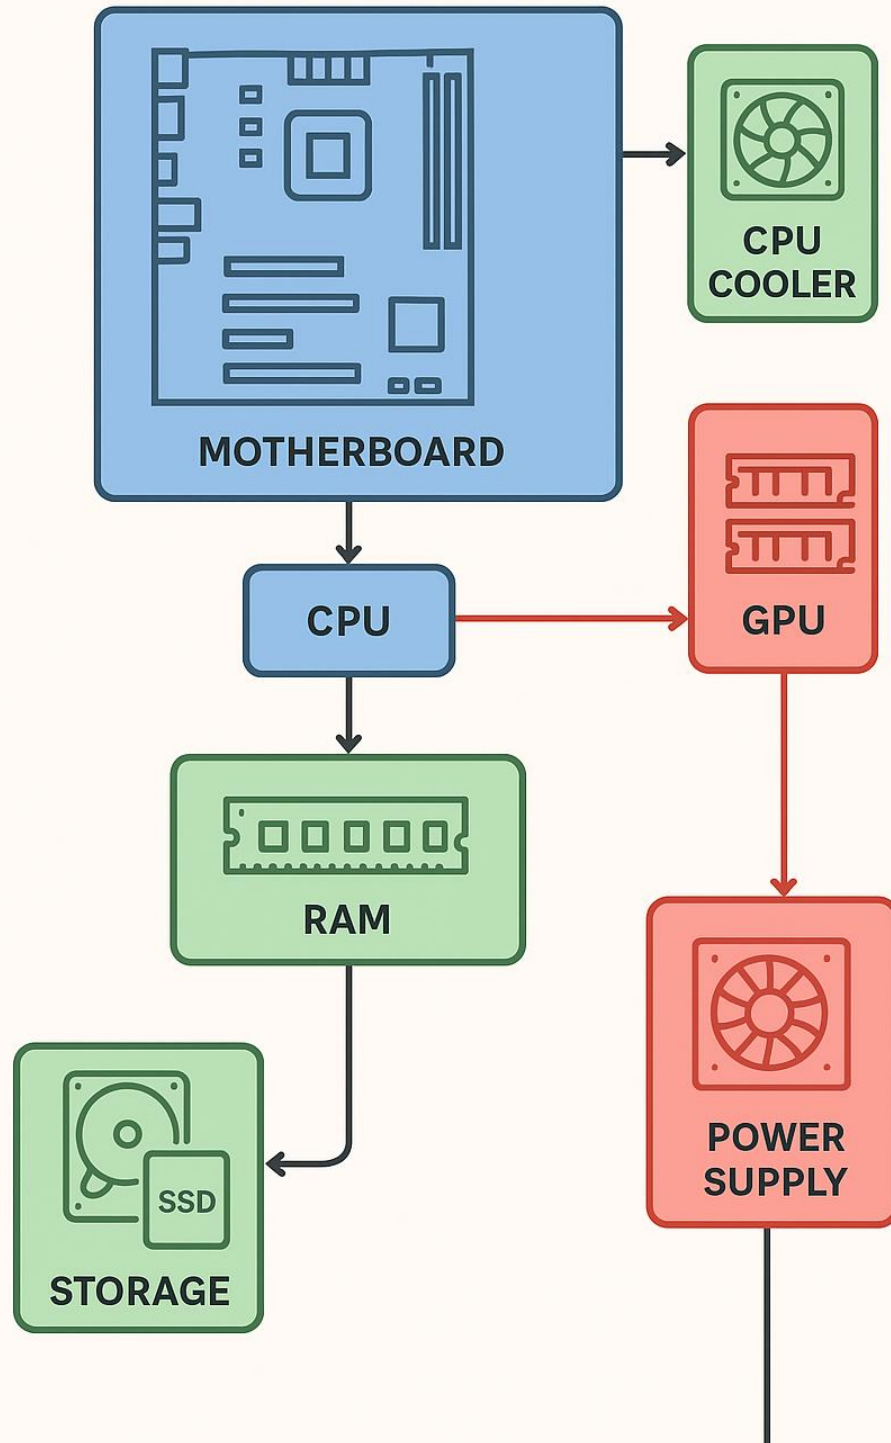 CPU
COOLER
MOTHERBOARD
CPU
GPU
RAM
POWER
SUPPLY
SSD
STORAGE